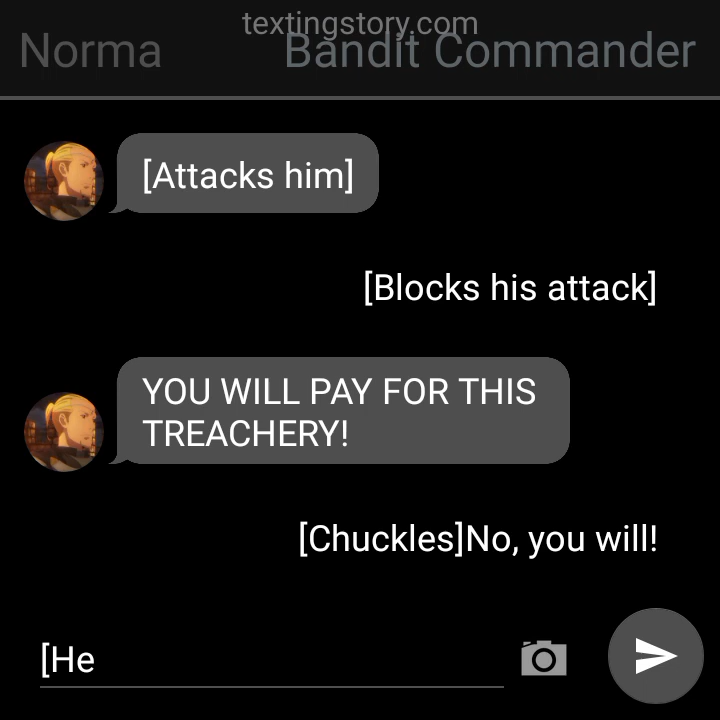 textingstory.com
Norma
Bandit Commander
[Attacks him]
[Blocks his attack]
YOU WILL PAY FOR THIS
TREACHERY!
[Chuckles]No, you will!
[He